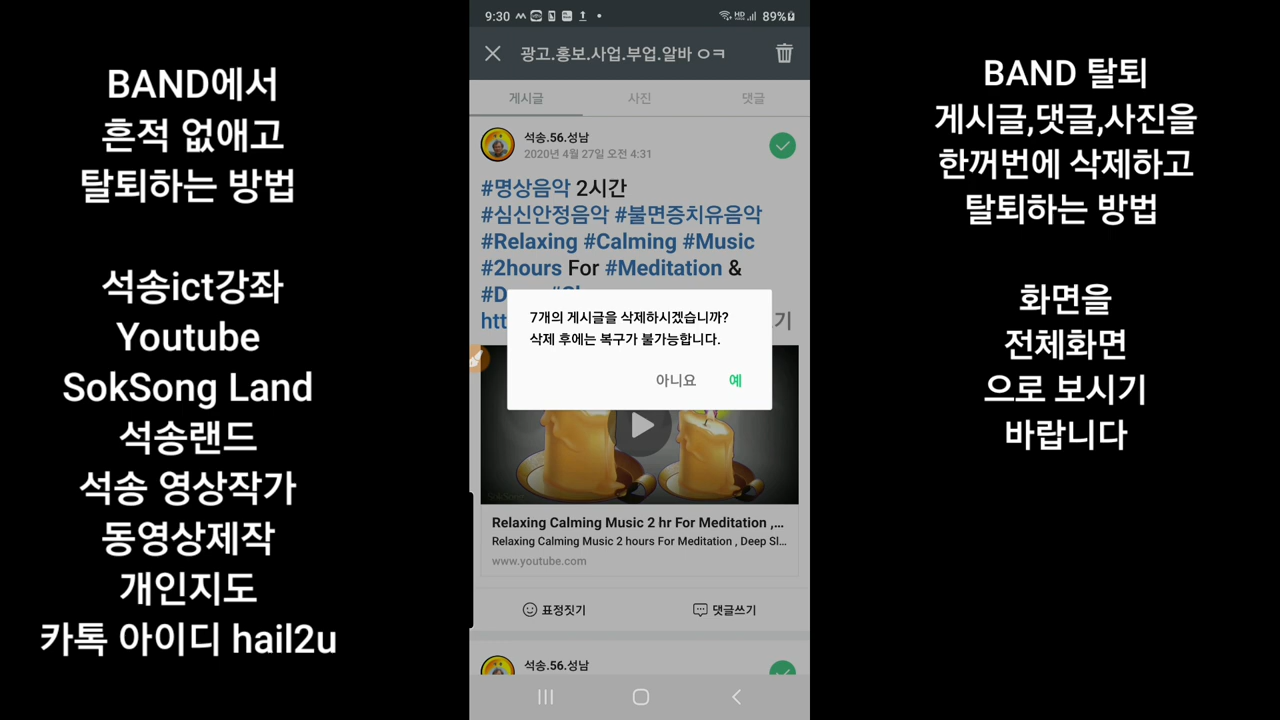 BAND에서
흔적 없애고
탈퇴하는 방법
석송ict강좌
Youtube
SokSong Land
석송랜드
석송 영상작가
동영상제작
개인지도
카톡 아이디 hail2u
9:30
89%
광고.홍보.사업.부업.알바 ㅇㅋ
게시글 사진 댓글
석송.56.성남
2020년 4월 27일 오전 4:31
#명상음악 2시간
#심신안정음악 #불면증치유음악
#Relaxing #Calming #Music
#2hours For #Meditation &
7개의 게시글을 삭제하시겠습니까?
삭제 후에는 복구가 불가능합니다.
아니요 예
Relaxing Calming Music 2 hr For Meditation ,...
Relaxing Calming Music 2 hours For Meditation , Deep Sl...
www.youtube.com
표정짓기 댓글쓰기
석송.56.성남
BAND 탈퇴
게시글,댓글,사진을
한꺼번에 삭제하고
탈퇴하는 방법
화면을
전체화면
으로 보시기
바랍니다